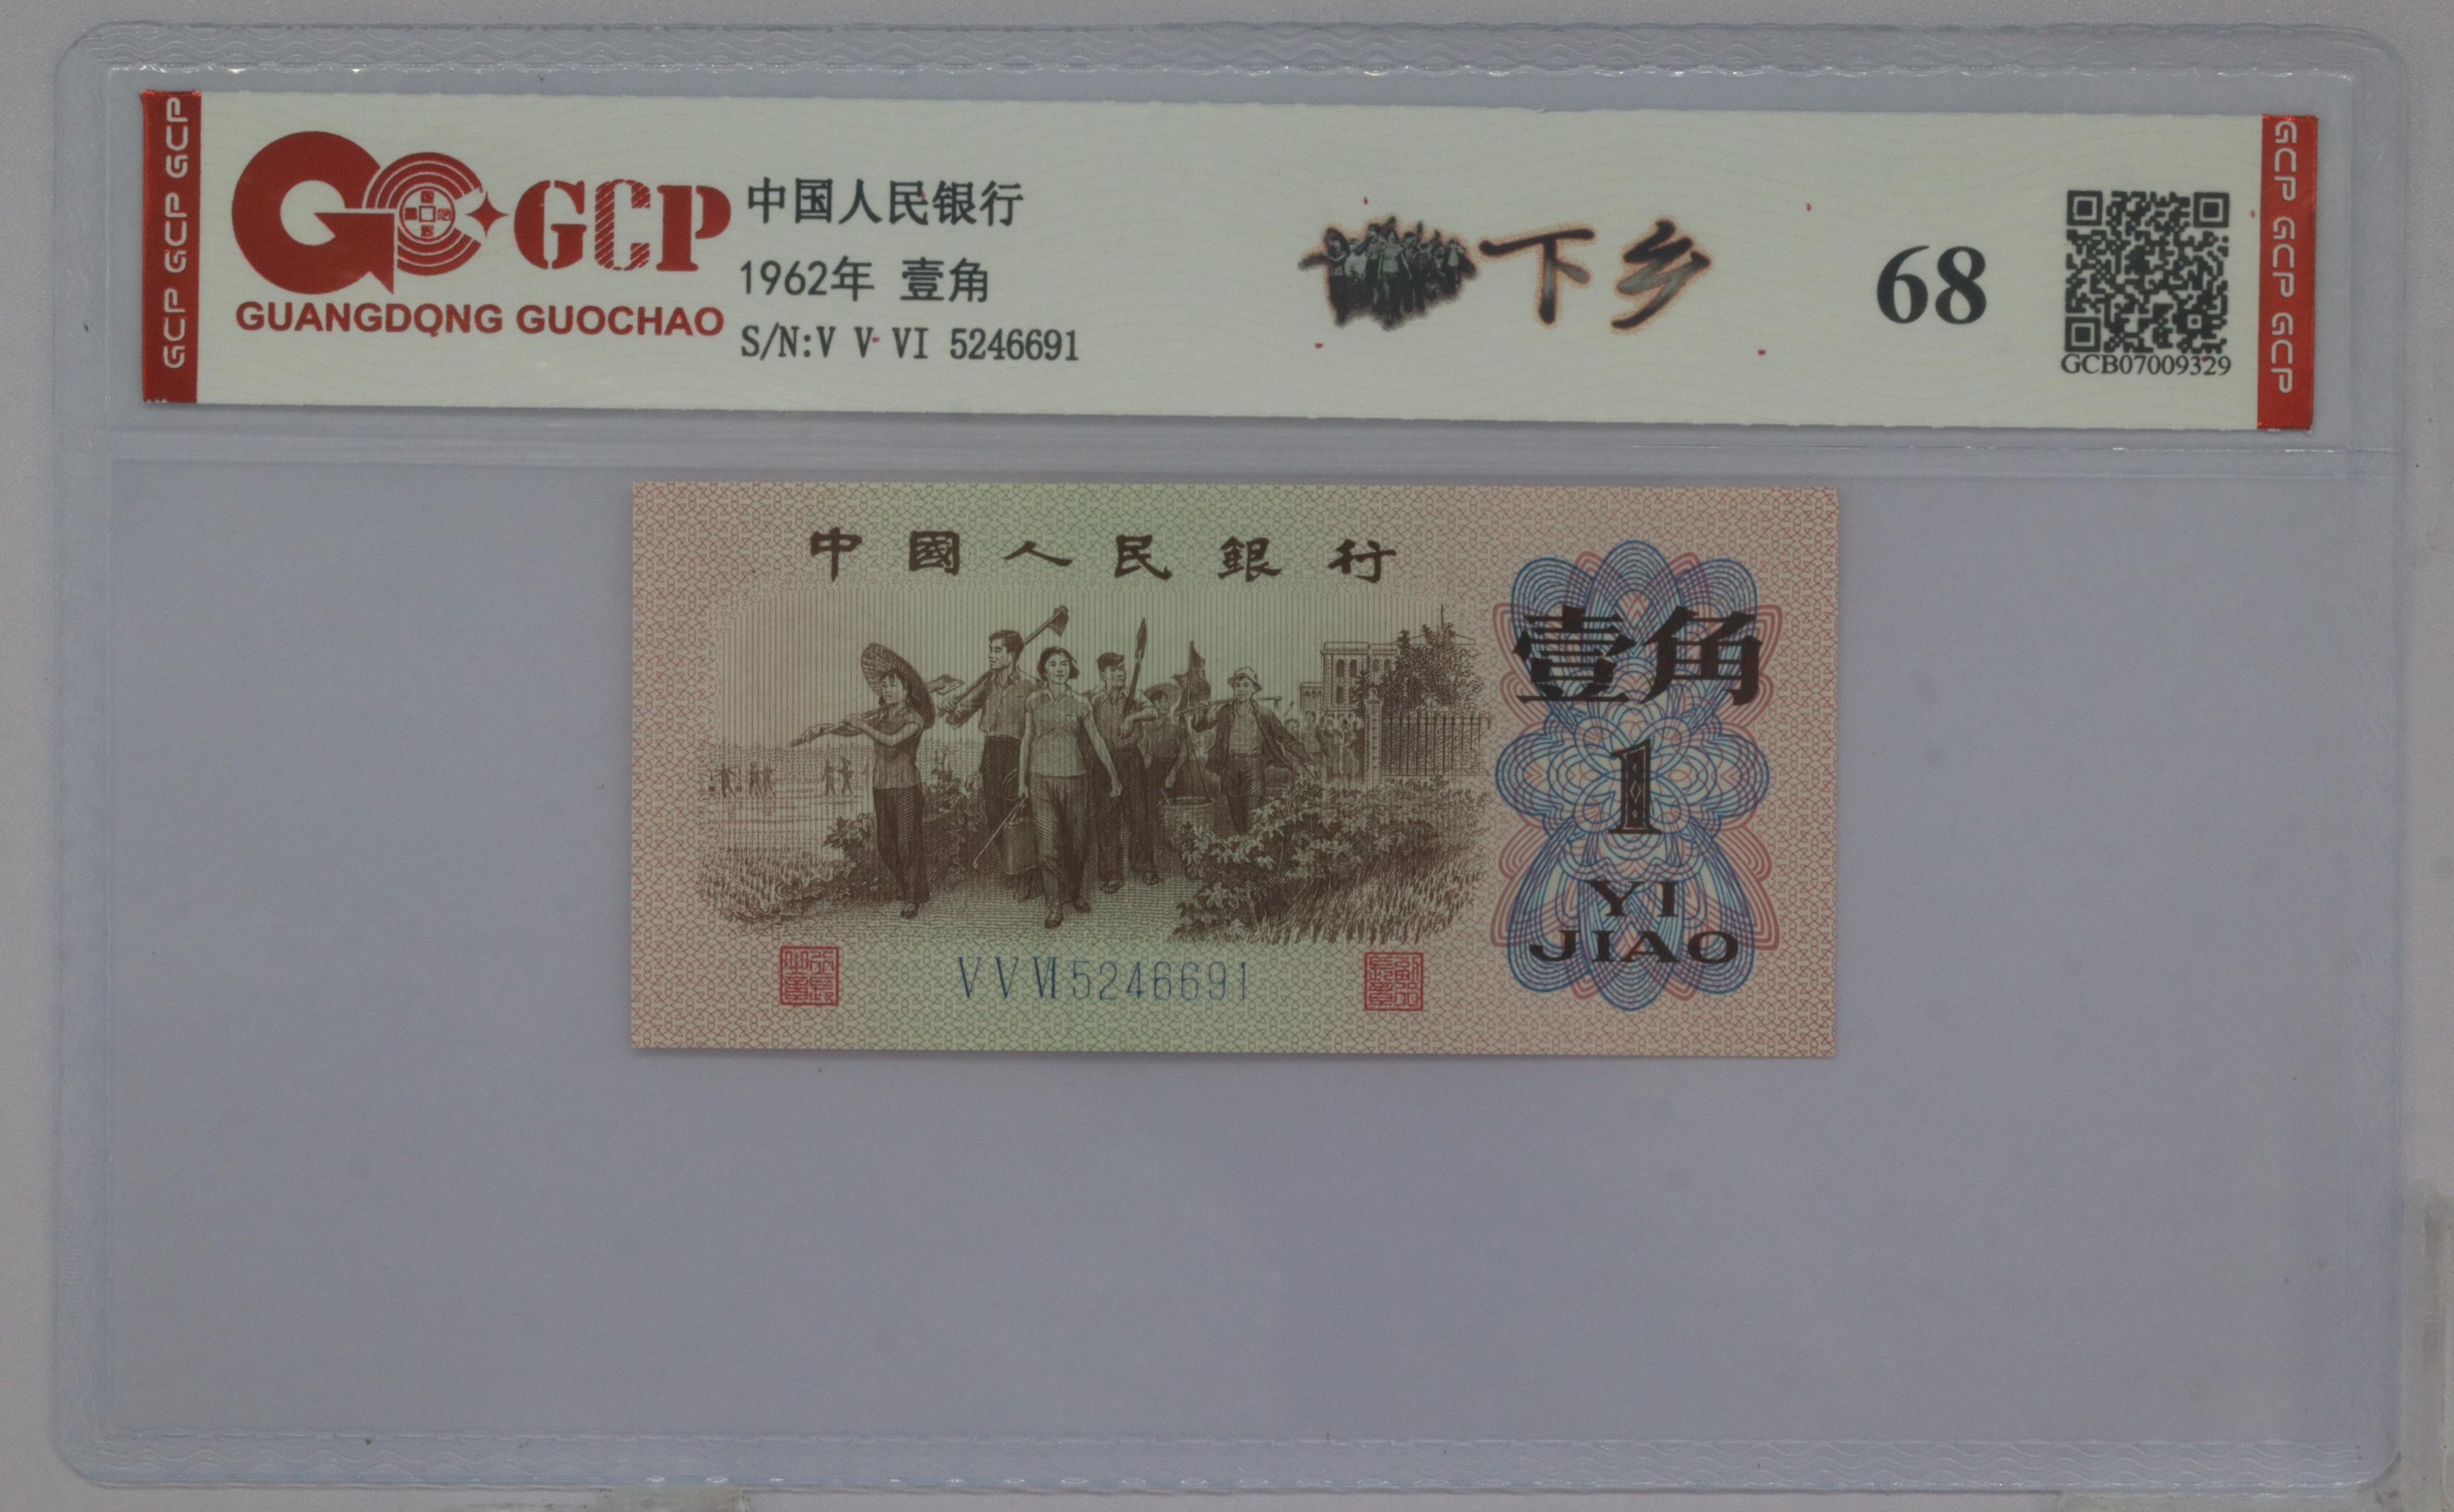 GCP GCP GCP
GCP
GUANGDONG GUOCHAO
中国人民银行
1962年 壹角
S/N:V V VI 5246691
下乡
68
GCB07009329
GCP GCP GCP
中國人民銀行
壹角
1
YI
JIAO
V V VI 5246691